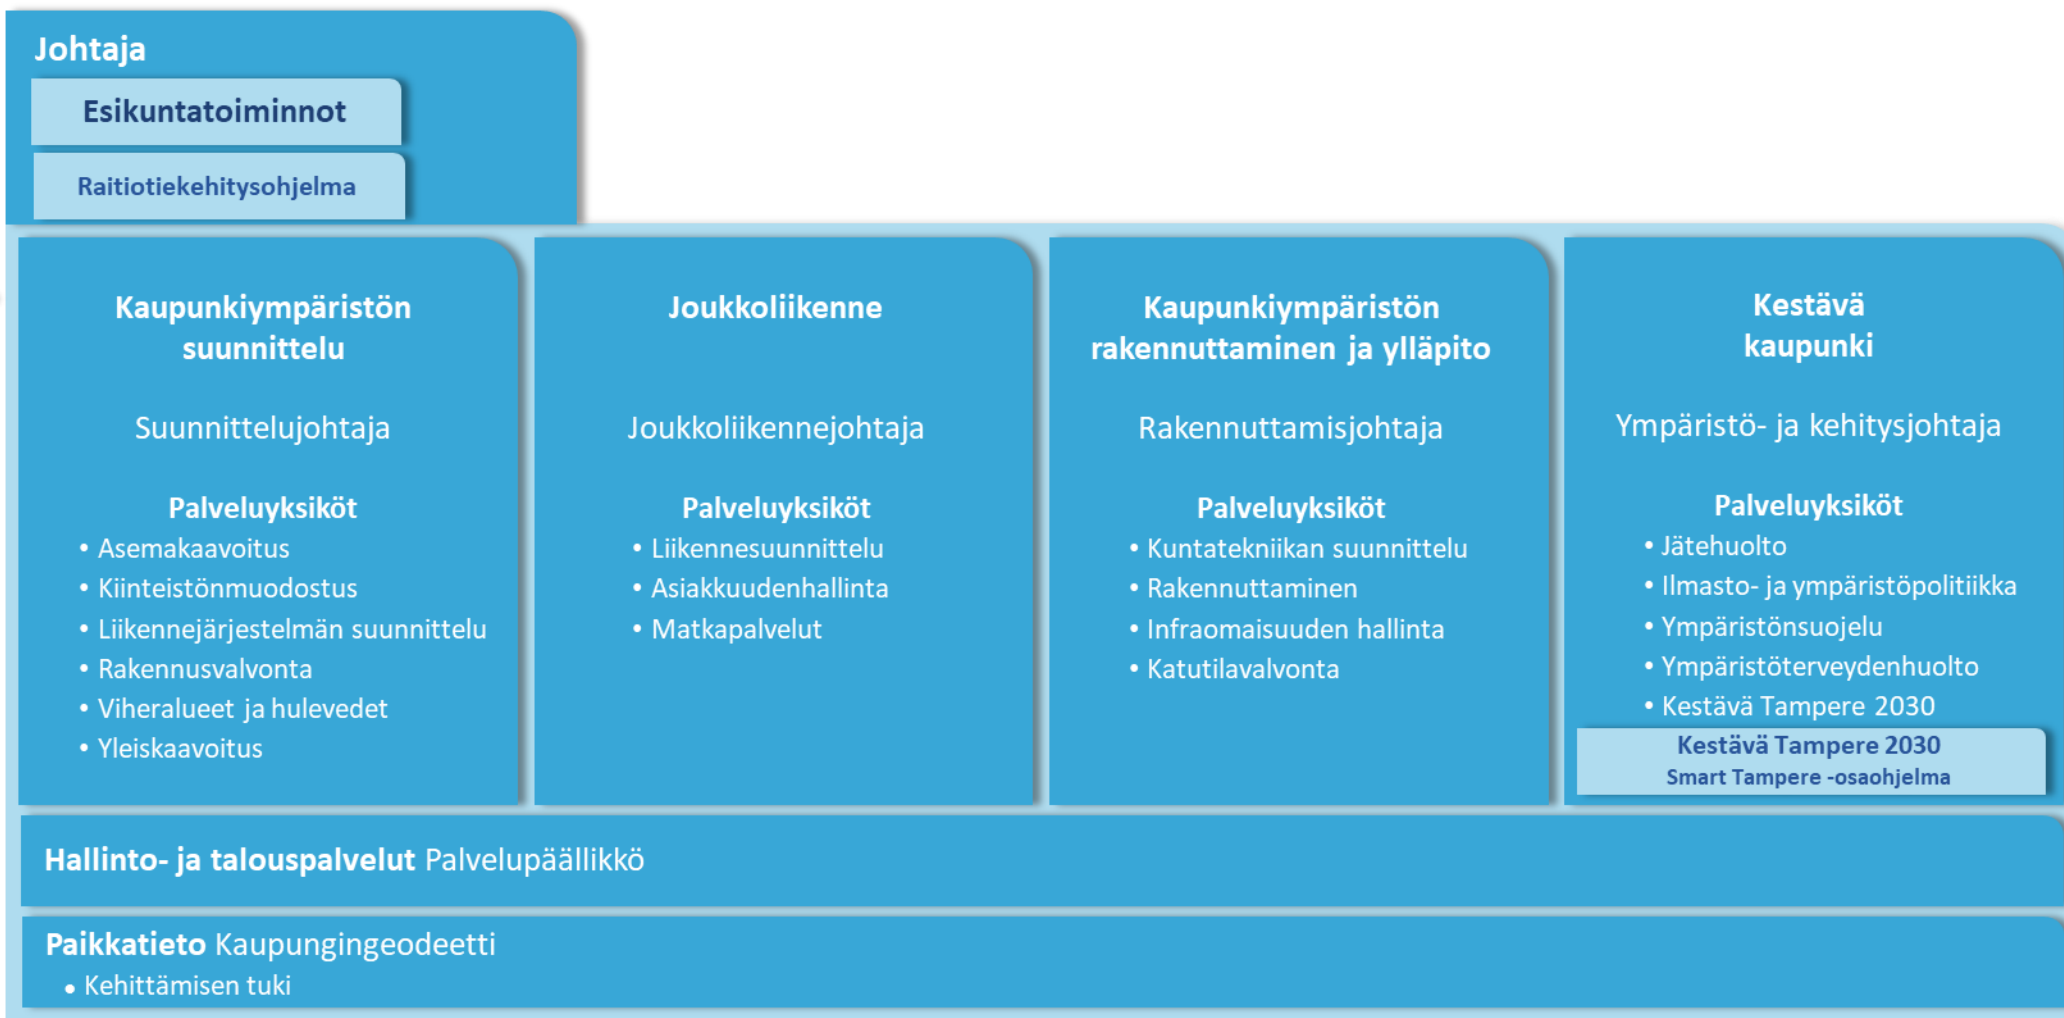 Johtaja
Esikuntatoiminnot
Raitiotiekehitysohjelma
Kaupunkiympäristön
suunnittelu
Suunnittelujohtaja
Palveluyksiköt
• Asemakaavoitus
• Kiinteistönmuodostus
• Liikennejärjestelmän suunnittelu
• Rakennusvalvonta
• Viheralueet ja hulevedet
• Yleiskaavoitus
Joukkoliikenne
Joukkoliikennejohtaja
Palveluyksiköt
• Liikennesuunnittelu
• Asiakkuudenhallinta
• Matkapalvelut
Kaupunkiympäristön
rakennuttaminen ja ylläpito
Rakennuttamisjohtaja
Palveluyksiköt
• Kuntatekniikan suunnittelu
• Rakennuttaminen
• Infraomaisuuden hallinta
• Katutilavalvonta
Kestävä
kaupunki
Ympäristö- ja kehitysjohtaja
Palveluyksiköt
• Jätehuolto
• Ilmasto- ja ympäristöpolitiikka
• Ympäristönsuojelu
• Ympäristöterveydenhuolto
• Kestävä Tampere 2030
Kestävä Tampere 2030
Smart Tampere -osaohjelma
Hallinto- ja talouspalvelut Palvelupäällikkö
Paikkatieto Kaupungingeodeetti
• Kehittämisen tuki